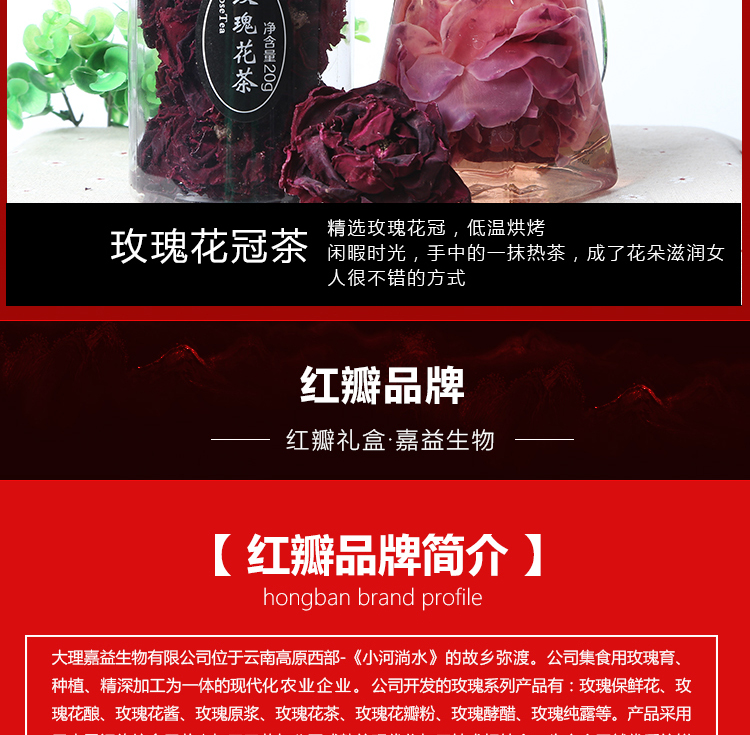 Tea
玫瑰花茶
净含量20g
玫瑰花冠茶
精选玫瑰花冠，低温烘烤
闲暇时光，手中的一抹热茶，成了花朵滋润女
人很不错的方式
红瓣品牌
红瓣礼盒·嘉益生物
【 红瓣品牌简介 】
hongban brand profile
大理嘉益生物有限公司位于云南高原西部-《小河淌水》的故乡弥渡。公司集食用玫瑰育、
种植、精深加工为一体的现代化农业企业。公司开发的玫瑰系列产品有：玫瑰保鲜花、玫
瑰花酿、玫瑰花酱、玫瑰原浆、玫瑰花茶、玫瑰花瓣粉、玫瑰酵醋、玫瑰纯露等。产品采用